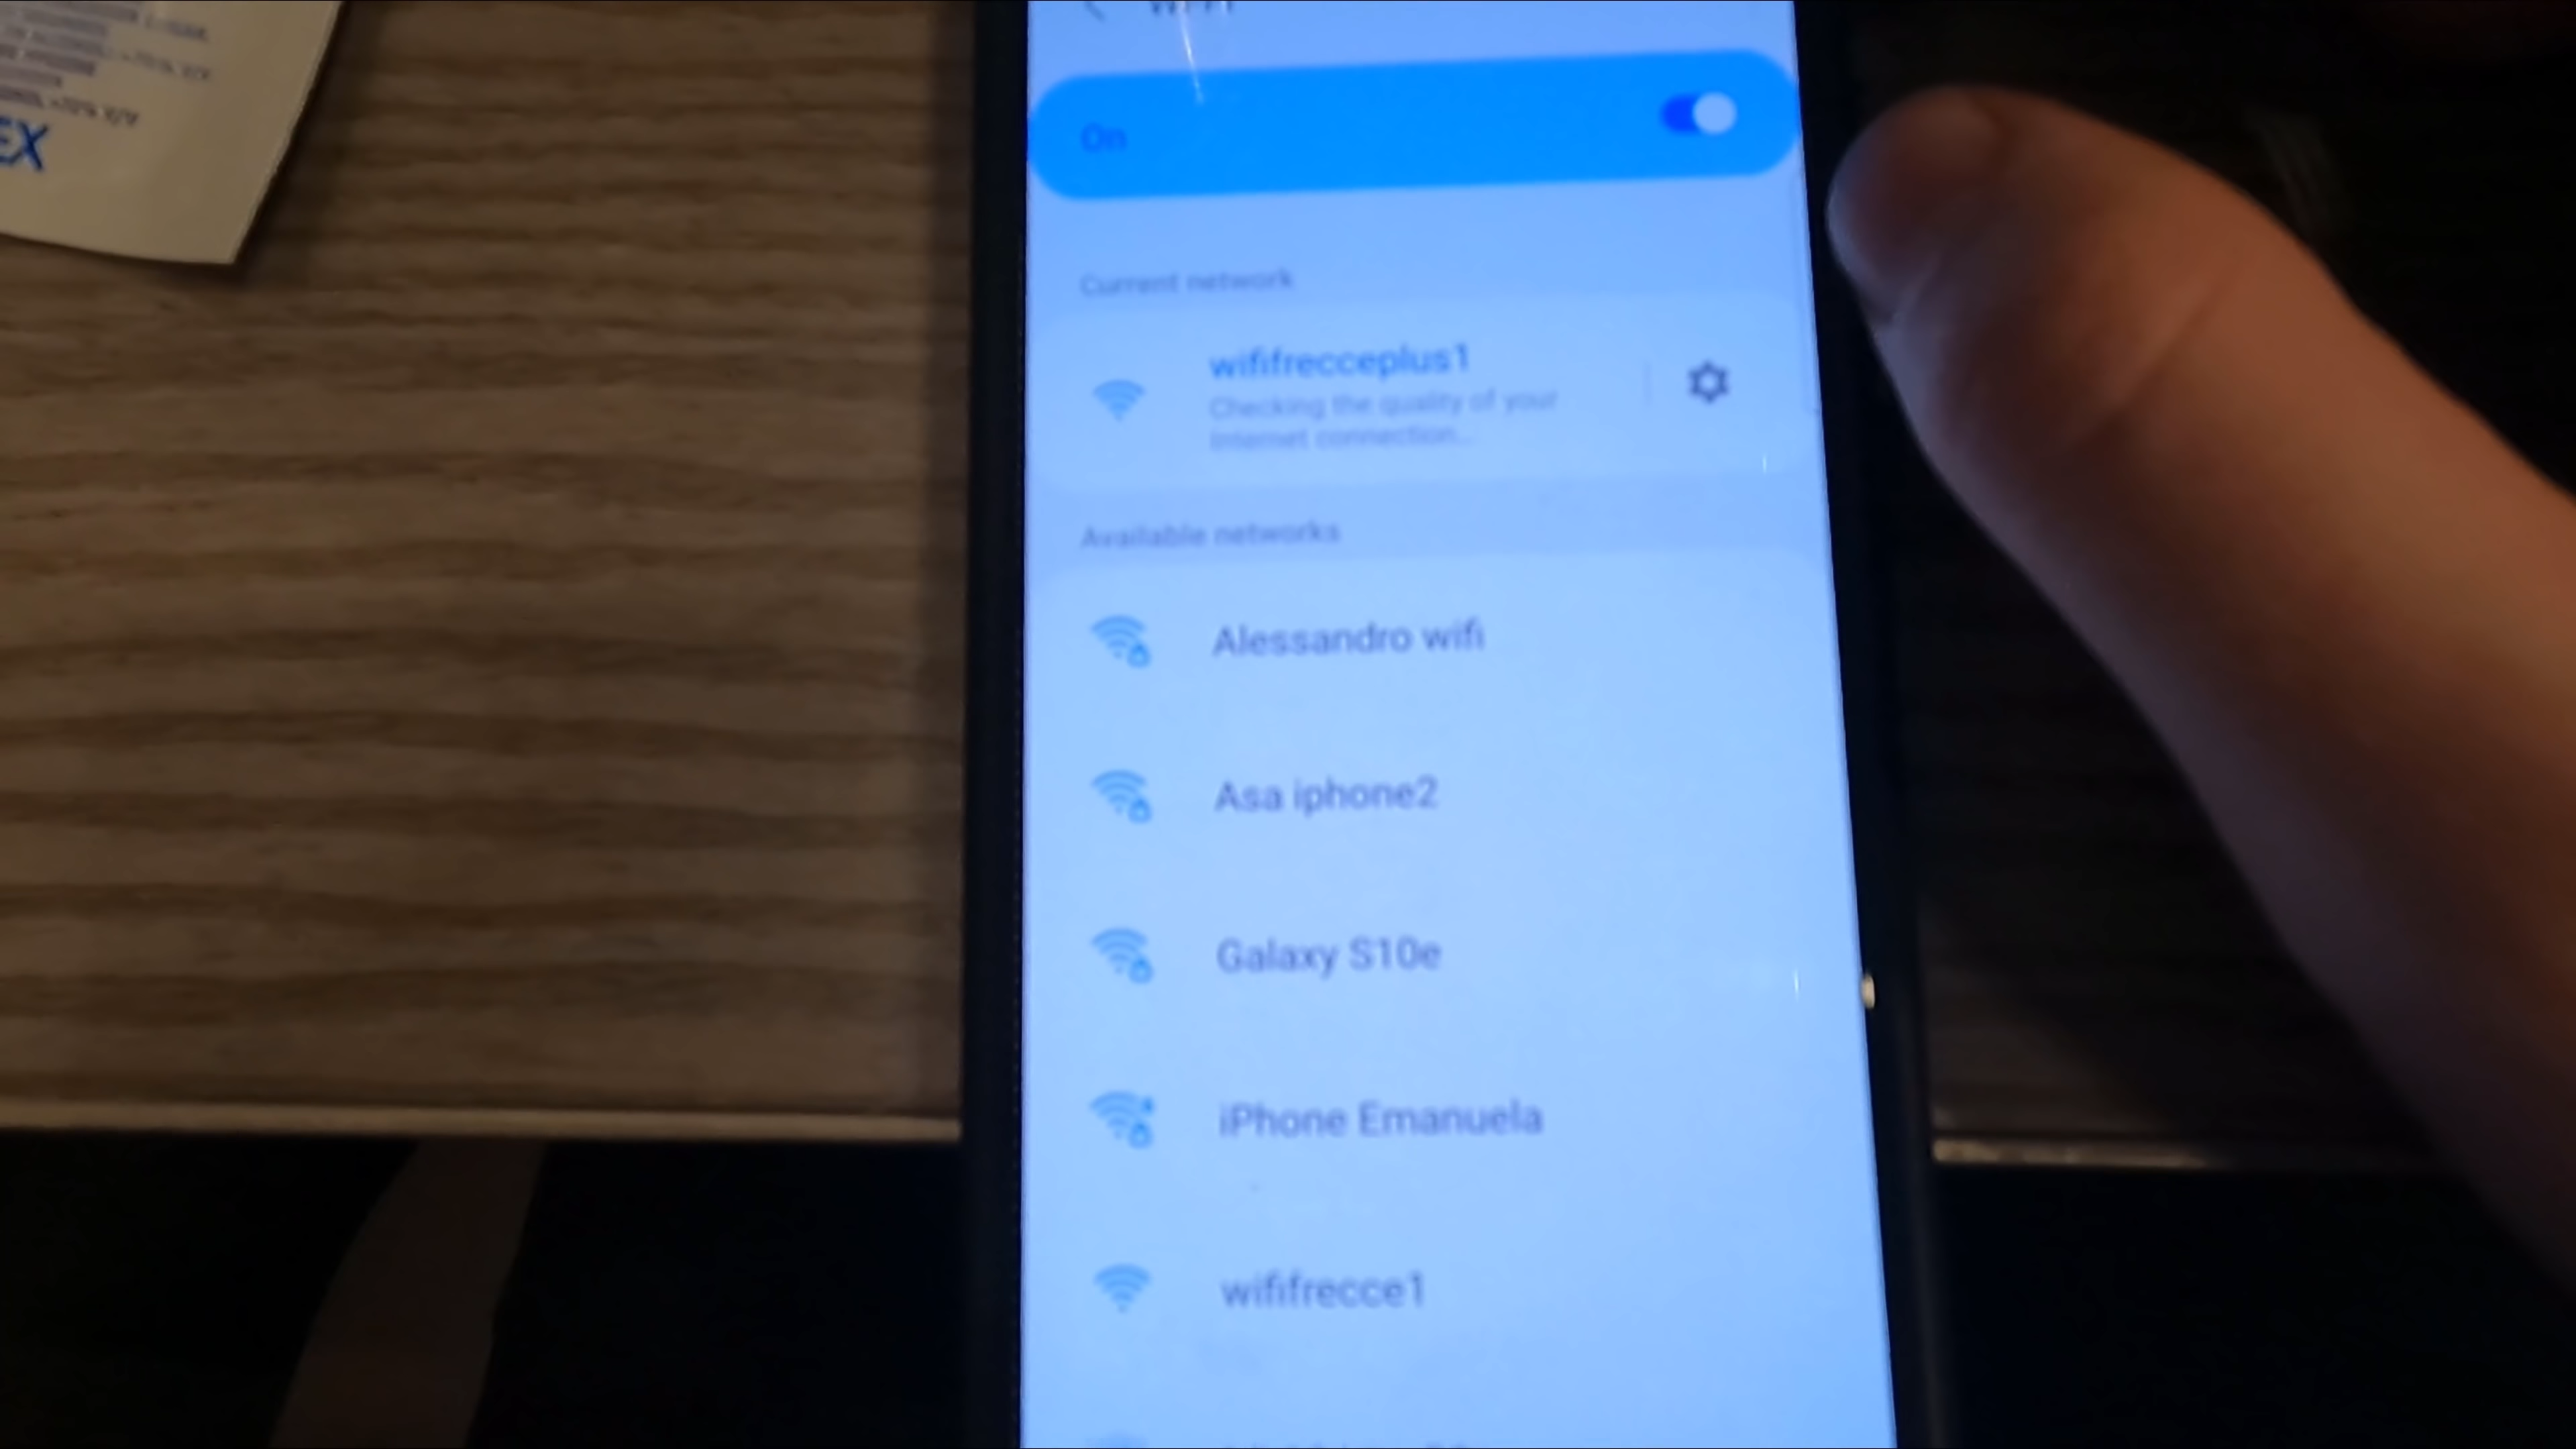 EX
On
Current network
wififrecceplus1
Checking the quality of your
Internet connection...
Available networks
Alessandro wifi
Asa iphone2
Galaxy S10e
iPhone Emanuela
wififrecce1